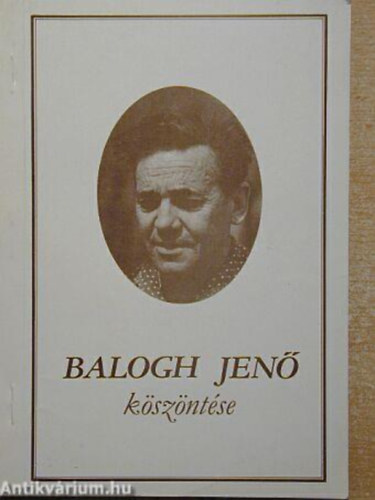 BALOGH JENŐ
köszöntése
Antikvárium.hu